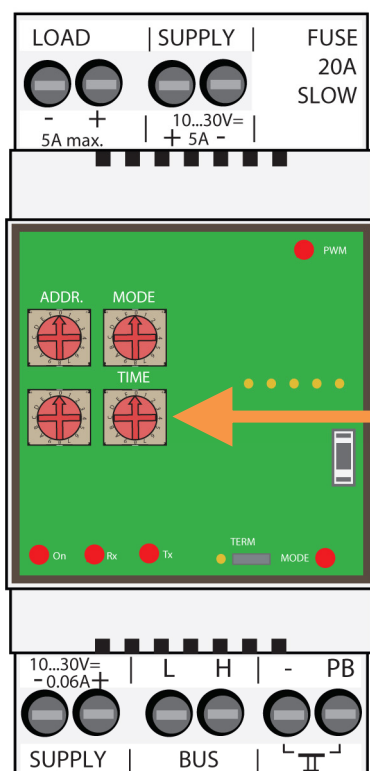 LOAD | SUPPLY | FUSE
20A
SLOW
- +
5A max.
10...30V=
+ 5A -
PWM
ADDR. MODE
TIME
On Rx Tx
TERM
MODE
10...30V=
- 0.06A +
L H - PB
SUPPLY | BUS |